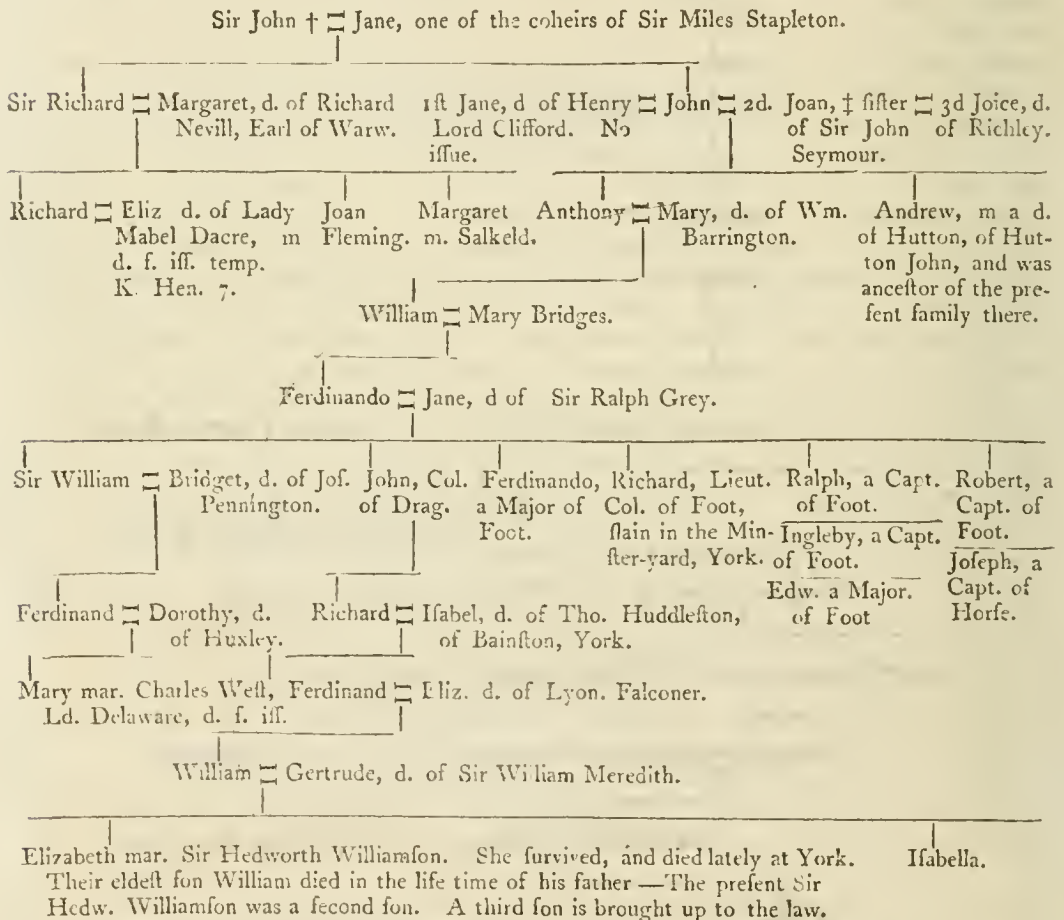 Sir John † = Jane, one of the coheirs of Sir Miles Stapleton.
Sir Richard = Margaret, d. of Richard Nevill, Earl of Warw.
1ſt Jane, d of Henry Lord Clifford. No iſſue. = John = 2d. Joan, ‡ ſiſter of Sir John Seymour. = 3d Joice, d. of Richley.
Richard = Eliz d. of Lady Mabel Dacre, m d. ſ. iſſ. temp. K. Hen. 7.
Joan Fleming.
Margaret m. Salkeld.
Anthony = Mary, d. of Wm. Barrington.
Andrew, m a d. of Hutton, of Hutton John, and was anceſtor of the preſent family there.
William = Mary Bridges.
Ferdinando = Jane, d of Sir Ralph Grey.
Sir William = Bridget, d. of Joſ. Pennington.
John, Col. of Drag.
Ferdinando, a Major of Foot.
Richard, Lieut. Col. of Foot, ſlain in the Minſter-yard, York.
Ralph, a Capt. of Foot.
Ingleby, a Capt. of Foot.
Edw. a Major. of Foot
Robert, a Capt. of Foot.
Joſeph, a Capt. of Horſe.
Ferdinand = Dorothy, d. of Huxley.
Richard = Iſabel, d. of Tho. Huddleſton, of Bainſton, York.
Mary mar. Charles Weſt, Ld. Delaware, d. ſ. iſſ.
Ferdinand = Eliz. d. of Lyon. Falconer.
William = Gertrude, d. of Sir William Meredith.
Elizabeth mar. Sir Hedworth Williamſon. She ſurvived, and died lately at York.
Their eldeſt ſon William died in the life time of his father —The preſent Sir
Hedw. Williamſon was a ſecond ſon. A third ſon is brought up to the law.
Iſabella.